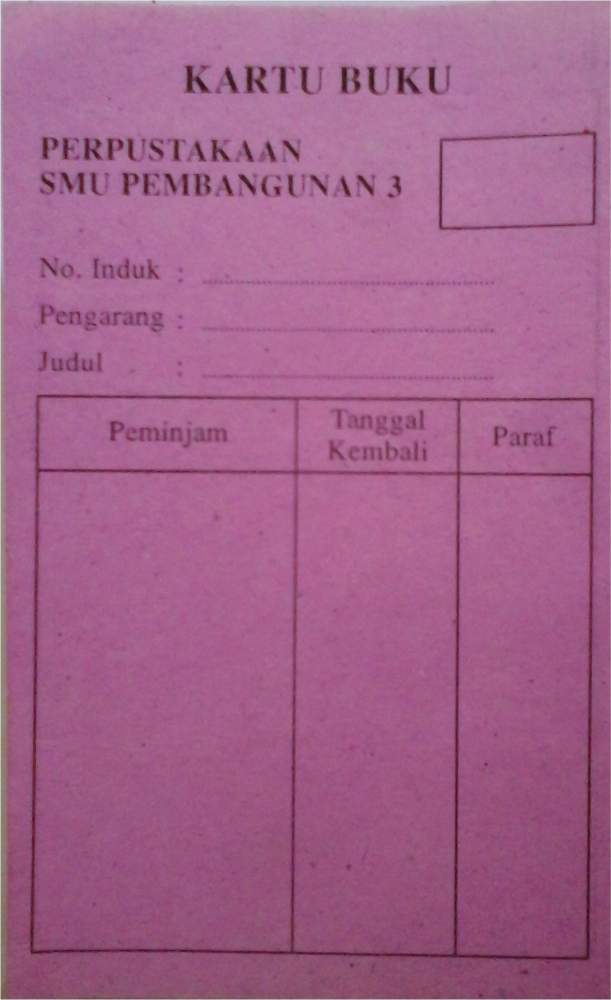 KARTU BUKU
PERPUSTAKAAN
SMU PEMBANGUNAN 3
No. Induk :
Pengarang :
Judul :
Peminjam
Tanggal
Kembali
Paraf